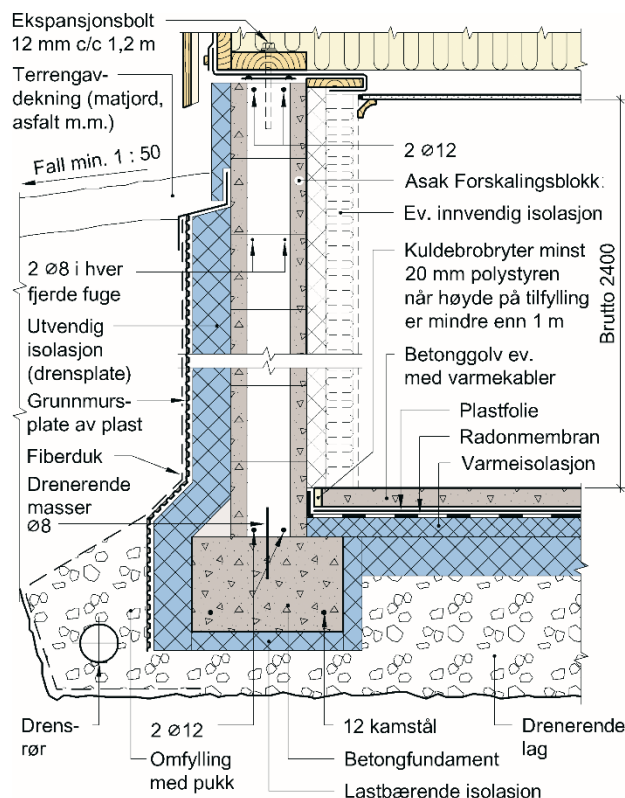 Ekspansjonsbolt
12 mm c/c 1,2 m
Terrengav-
dekning (matjord,
asfalt m.m.)
Fall min. 1 : 50
2 ⌀8 i hver
fjerde fuge
Utvendig
isolasjon
(drensplate)
Grunnmurs-
plate av plast
Fiberduk
Drenerende
masser
⌀8
2 ⌀12
Asak Forskalingsblokk
Ev. innvendig isolasjon
Kuldebrobryter minst
20 mm polystyren
når høyde på tilfylling
er mindre enn 1 m
Betonggolv ev.
med varmekabler
Plastfolie
Radonmembran
Varmeisolasjon
Brutto 2400
Drens-
rør
2 ⌀12
Omfylling
med pukk
12 kamstål
Betongfundament
Lastbærende isolasjon
Drenerende
lag